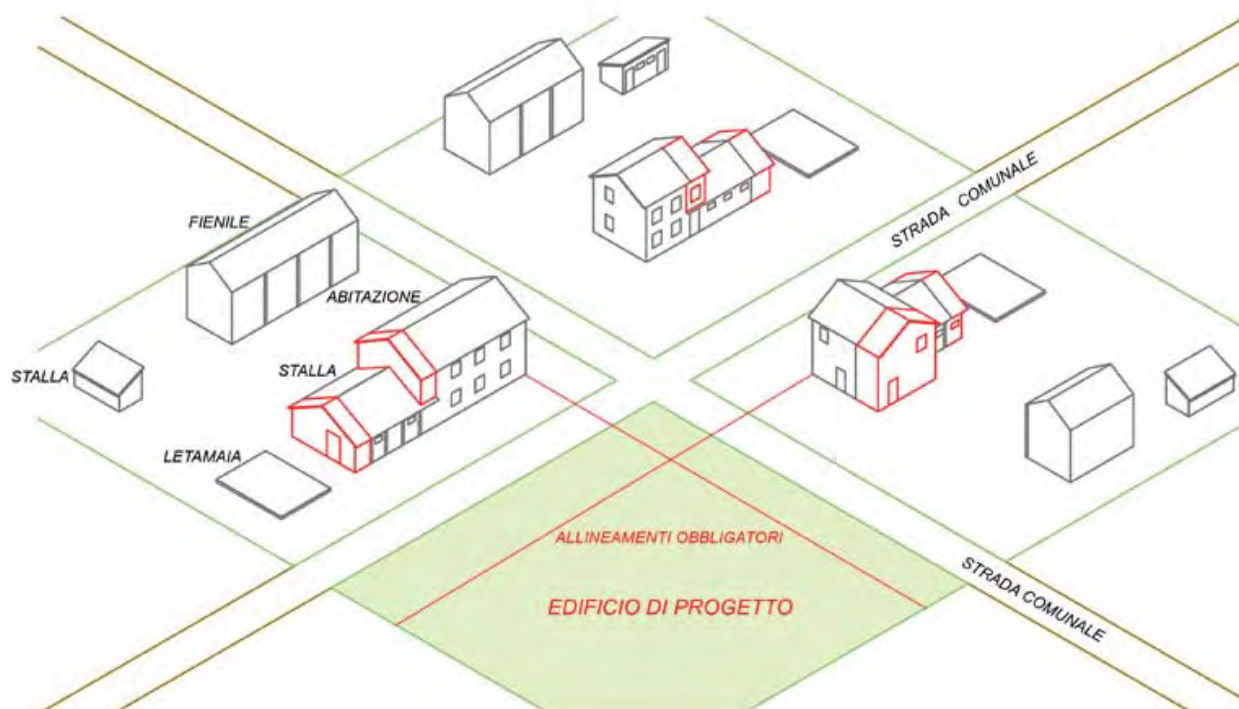 STRADA COMUNALE
FIENILE
ABITAZIONE
STALLA
STALLA
LETAMAIA
ALLINEAMENTI OBBLIGATORI
EDIFICIO DI PROGETTO
STRADA COMUNALE